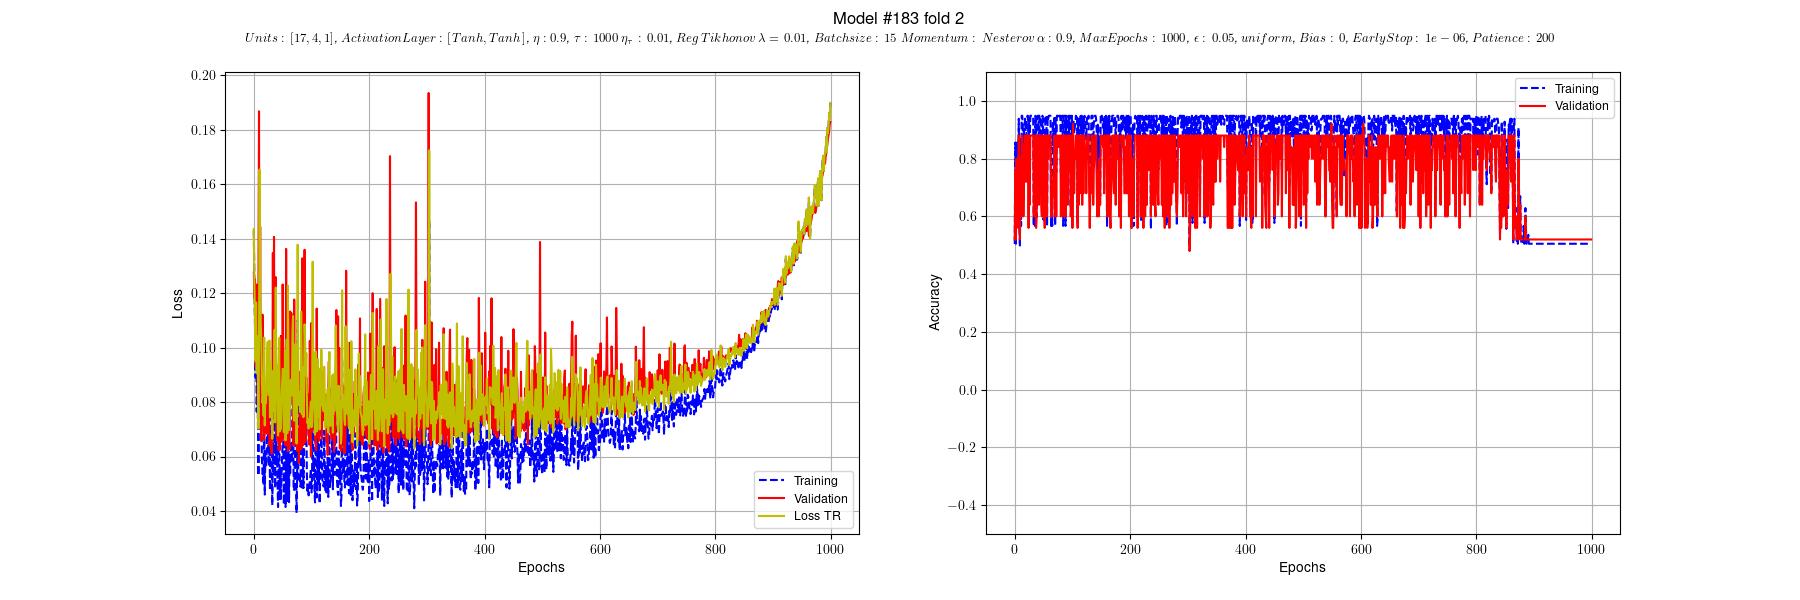 Model #183 fold 2
Units : [17, 4, 1], ActivationLayer : [Tanh, Tanh], η : 0.9, τ : 1000 ητ : 0.01, Reg Tikhonov λ = 0.01, Batchsize : 15 Momentum : Nesterov α : 0.9, MaxEpochs : 1000, ϵ : 0.05, uniform, Bias : 0, EarlyStop : 1e − 06, Patience : 200
0.20
0.18
0.16
0.14
0.12
0.10
0.08
0.06
0.04
Loss
0
200
400
600
800
1000
Epochs
Training
Validation
Loss TR
1.0
0.8
0.6
0.4
0.2
0.0
−0.2
−0.4
Accuracy
0
200
400
600
800
1000
Epochs
Training
Validation